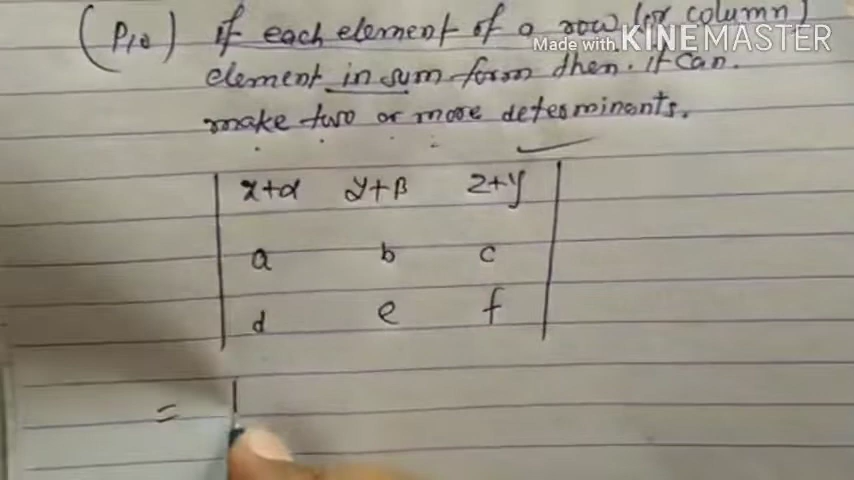 (P10) if each element of a row (or column)
element in sum form then. it can.
make two or more determinants.
x+α y+β z+γ
a b c
d e f
=
Made with KINEMASTER